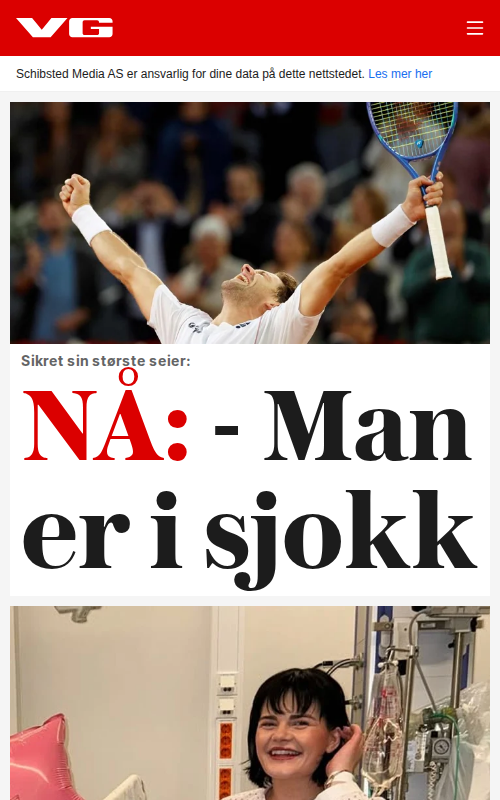 VG
Schibsted Media AS er ansvarlig for dine data på dette nettstedet. Les mer her
Sikret sin største seier:
NÅ: - Man
er i sjokk